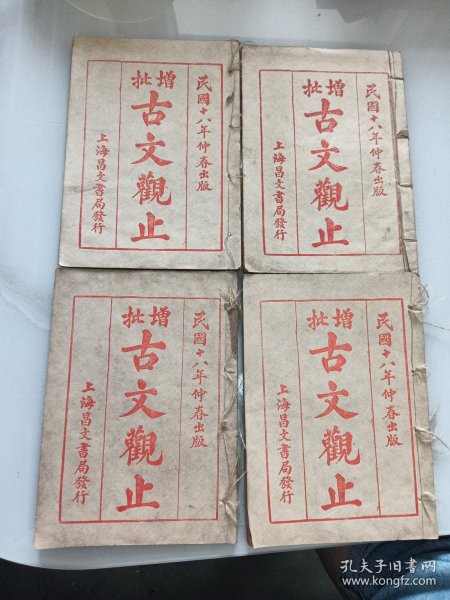 民國十八年仲春出版
增批
古文觀止
上海昌文書局發行
民國十八年仲春出版
增批
古文觀止
上海昌文書局發行
民國十八年仲春出版
增批
古文觀止
上海昌文書局發行
民國十八年仲春出版
增批
古文觀止
上海昌文書局發行
孔夫子旧书网
www.kongfz.com